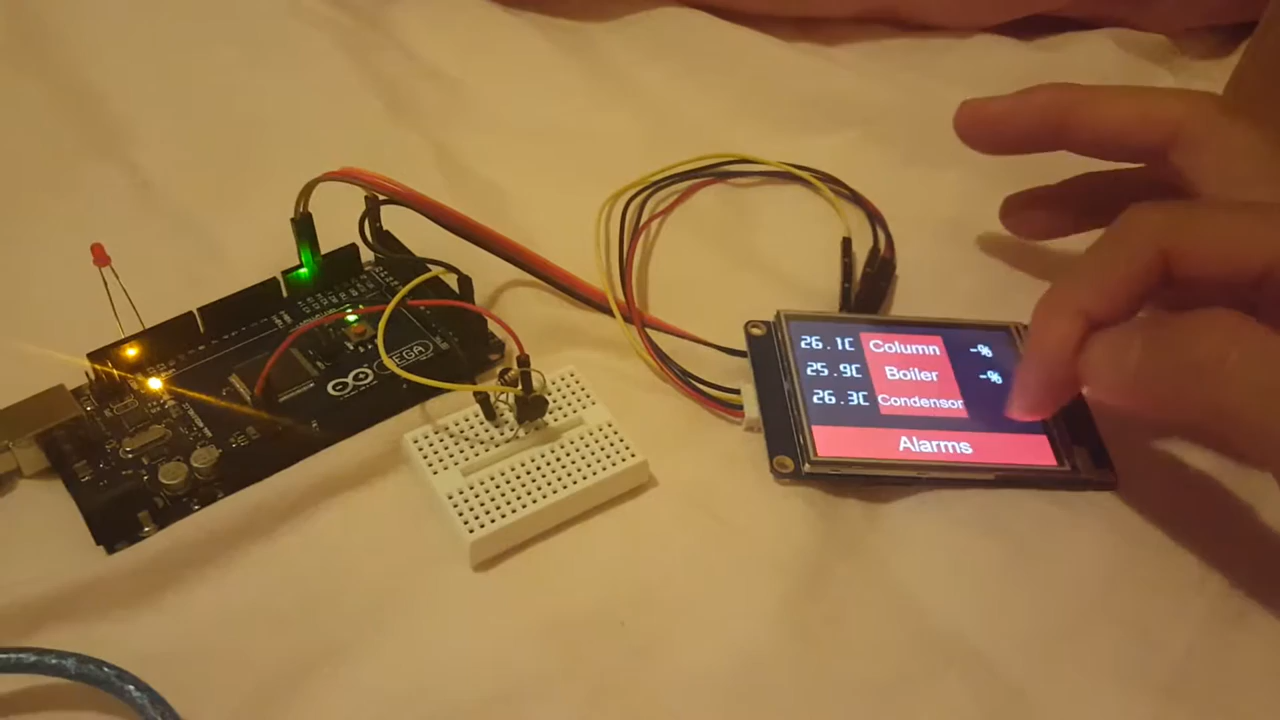 26.1C Column -%
25.9C Boiler -%
26.3C Condensor
Alarms
MEGA